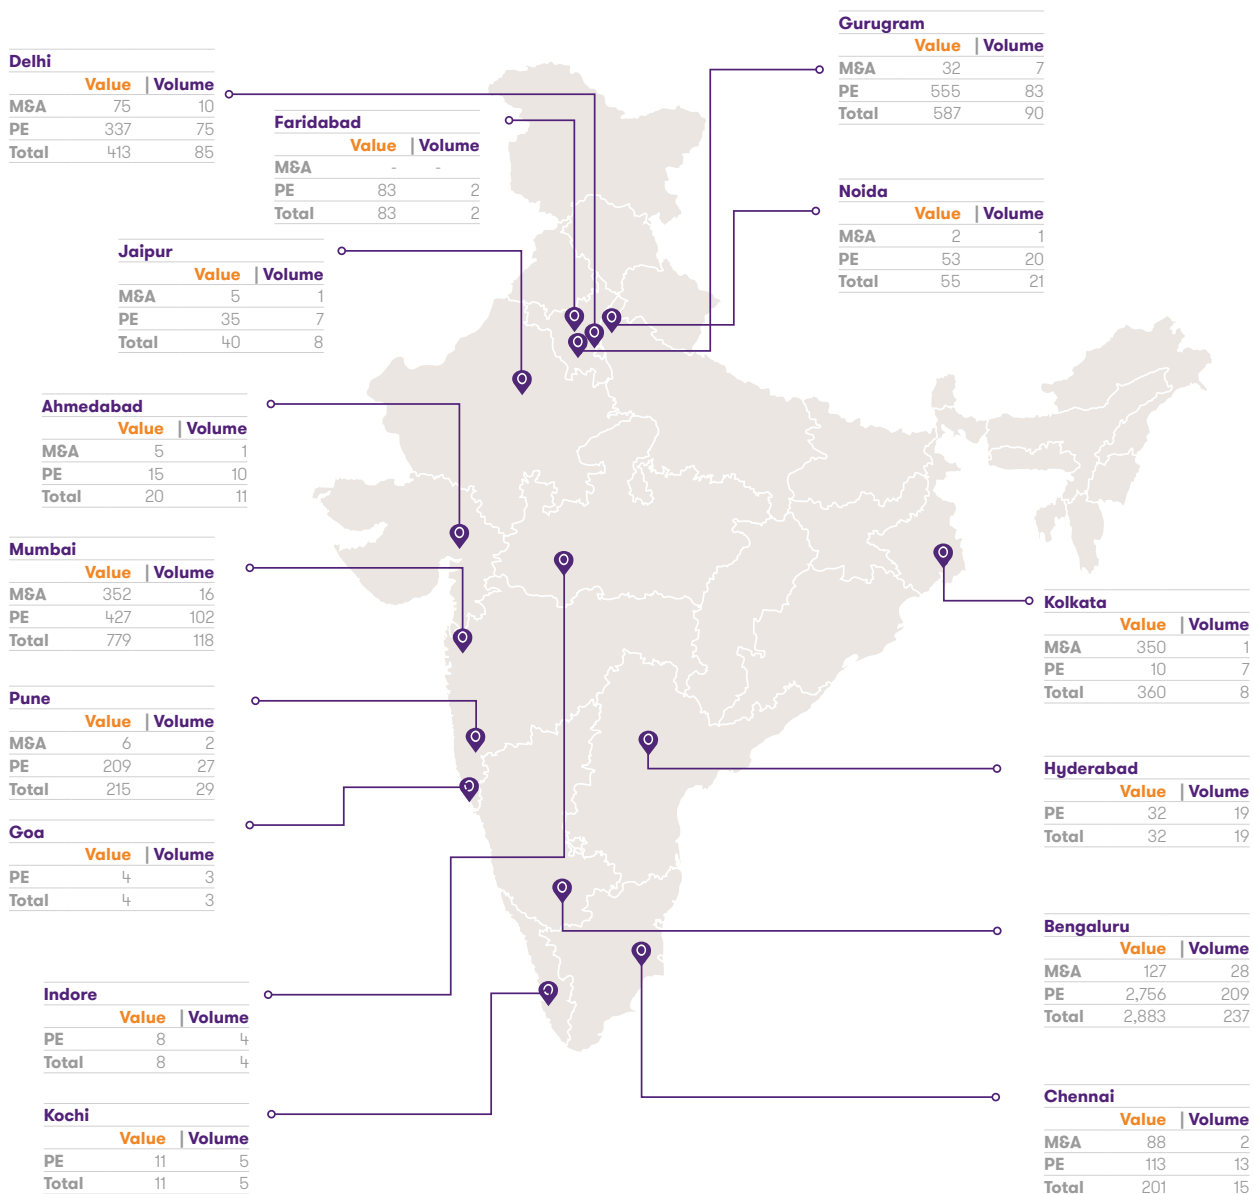 Delhi
Value | Volume
M&A 75 10
PE 337 75
Total 413 85
Faridabad
Value | Volume
M&A - -
PE 83 2
Total 83 2
Jaipur
Value | Volume
M&A 5 1
PE 35 7
Total 40 8
Ahmedabad
Value | Volume
M&A 5 1
PE 15 10
Total 20 11
Mumbai
Value | Volume
M&A 352 16
PE 427 102
Total 779 118
Pune
Value | Volume
M&A 6 2
PE 209 27
Total 215 29
Goa
Value | Volume
PE 4 3
Total 4 3
Indore
Value | Volume
PE 8 4
Total 8 4
Kochi
Value | Volume
PE 11 5
Total 11 5
Gurugram
Value | Volume
M&A 32 7
PE 555 83
Total 587 90
Noida
Value | Volume
M&A 2 1
PE 53 20
Total 55 21
Kolkata
Value | Volume
M&A 350 1
PE 10 7
Total 360 8
Hyderabad
Value | Volume
PE 32 19
Total 32 19
Bengaluru
Value | Volume
M&A 127 28
PE 2,756 209
Total 2,883 237
Chennai
Value | Volume
M&A 88 2
PE 113 13
Total 201 15